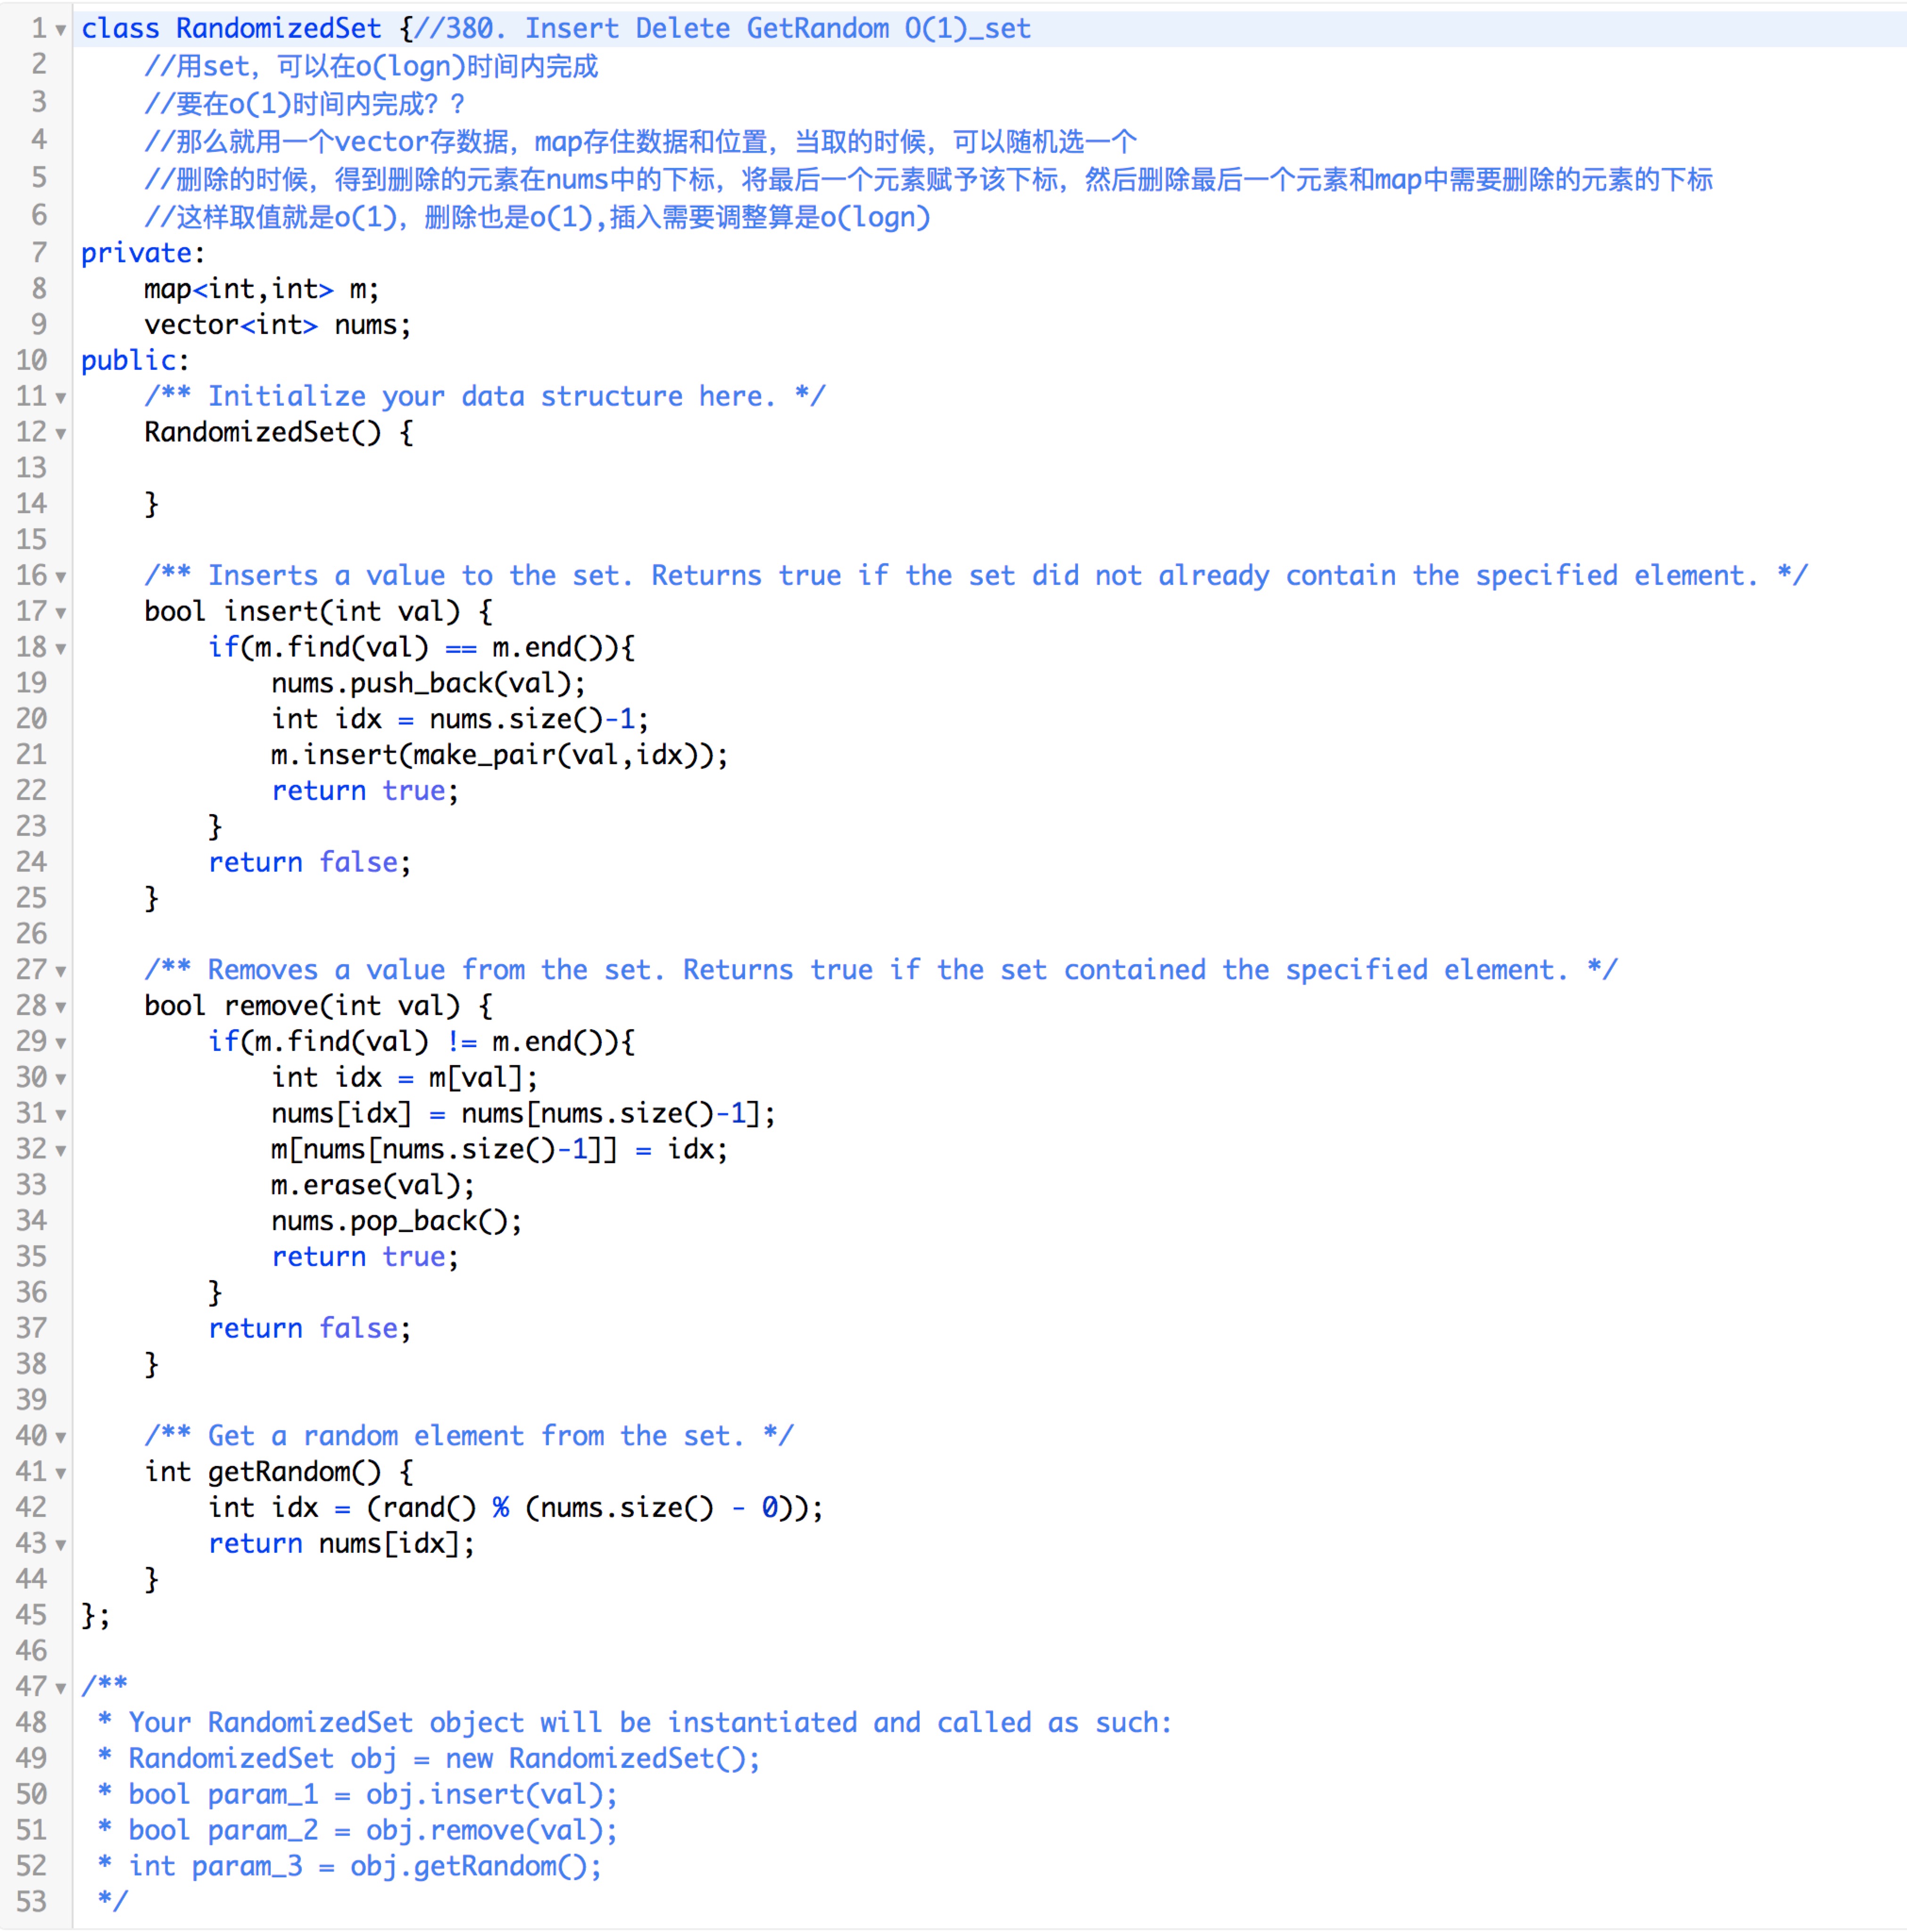 1 class RandomizedSet {//380. Insert Delete GetRandom O(1)_set
2 //用set，可以在o(logn)时间内完成
3 //要在o(1)时间内完成？？
4 //那么就用一个vector存数据，map存住数据和位置，当取的时候，可以随机选一个
5 //删除的时候，得到删除的元素在nums中的下标，将最后一个元素赋予该下标，然后删除最后一个元素和map中需要删除的元素的下标
6 //这样取值就是o(1)，删除也是o(1),插入需要调整算是o(logn)
7 private:
8 map<int,int> m;
9 vector<int> nums;
10 public:
11 /** Initialize your data structure here. */
12 RandomizedSet() {
13
14 }
15
16 /** Inserts a value to the set. Returns true if the set did not already contain the specified element. */
17 bool insert(int val) {
18 if(m.find(val) == m.end()){
19 nums.push_back(val);
20 int idx = nums.size()-1;
21 m.insert(make_pair(val,idx));
22 return true;
23 }
24 return false;
25 }
26
27 /** Removes a value from the set. Returns true if the set contained the specified element. */
28 bool remove(int val) {
29 if(m.find(val) != m.end()){
30 int idx = m[val];
31 nums[idx] = nums[nums.size()-1];
32 m[nums[nums.size()-1]] = idx;
33 m.erase(val);
34 nums.pop_back();
35 return true;
36 }
37 return false;
38 }
39
40 /** Get a random element from the set. */
41 int getRandom() {
42 int idx = (rand() % (nums.size() - 0));
43 return nums[idx];
44 }
45 };
46
47 /**
48 * Your RandomizedSet object will be instantiated and called as such:
49 * RandomizedSet obj = new RandomizedSet();
50 * bool param_1 = obj.insert(val);
51 * bool param_2 = obj.remove(val);
52 * int param_3 = obj.getRandom();
53 */